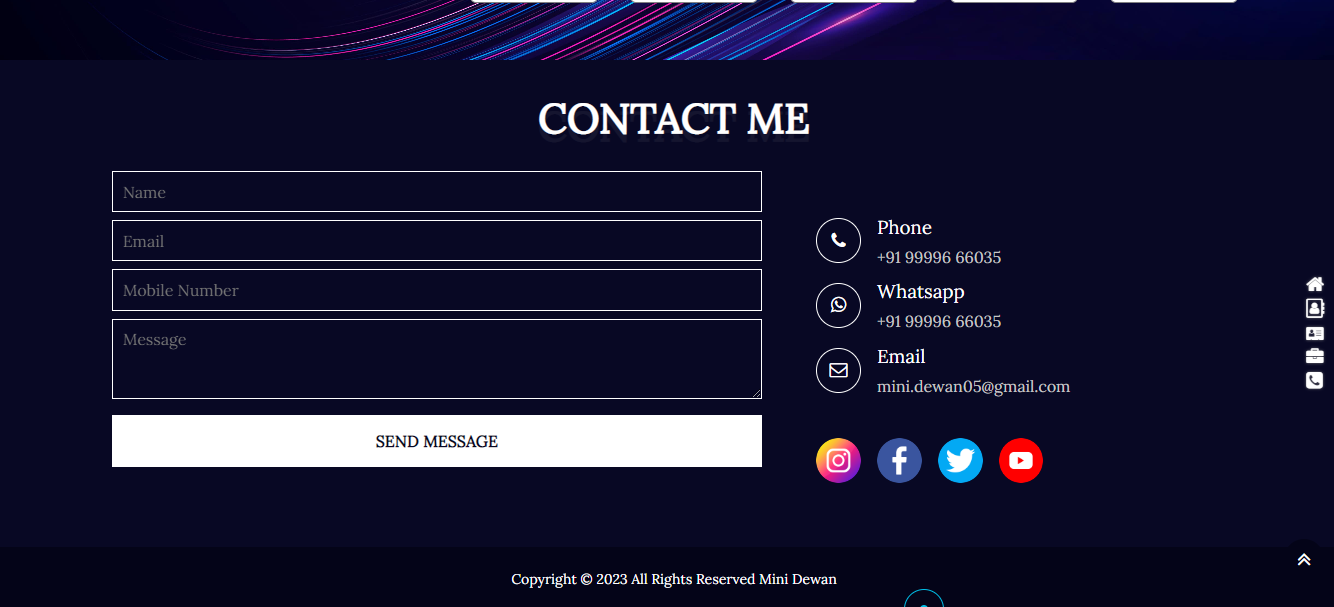 CONTACT ME
Name
Email
Mobile Number
Message
SEND MESSAGE
Phone
+91 99996 66035
Whatsapp
+91 99996 66035
Email
mini.dewan05@gmail.com
Copyright © 2023 All Rights Reserved Mini Dewan